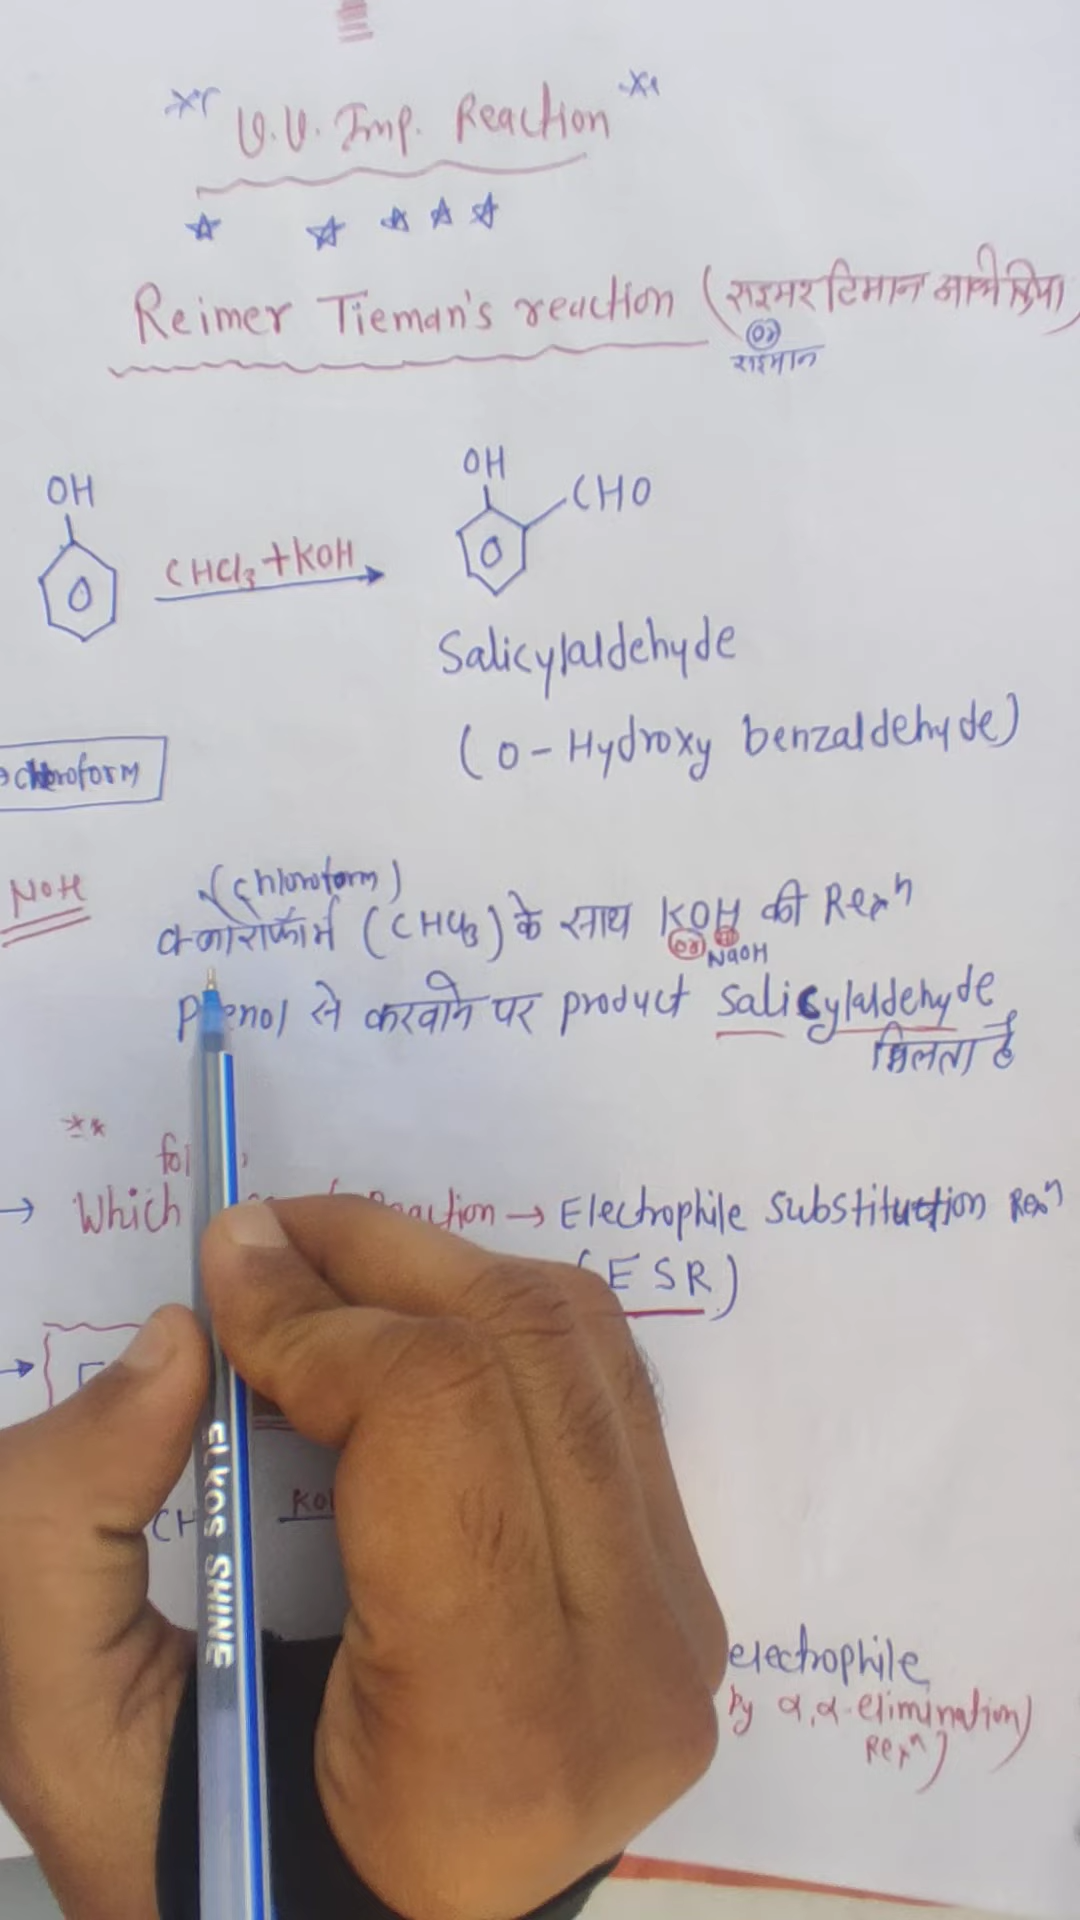 V.V. Imp. Reaction
Reimer Tieman's reaction (राइमर टिमान अभिक्रिया)
or
राइमान
OH
OH
CHO
CHCl3+KOH
Salicylaldehyde
(O-Hydroxy benzaldehyde)
→chloroform
Note
(Chloroform)
क्लोरोफॉर्म (CHCl3) के साथ KOH की Rexⁿ
or NaOH
Phenol से करवाने पर product Salicylaldehyde
मिलता है
**
→ Which Reaction → Electrophile substitution Rexⁿ
(ESR)
→
CH
electrophile
by α,α-elimination
Rexⁿ)
ELKOS SHINE